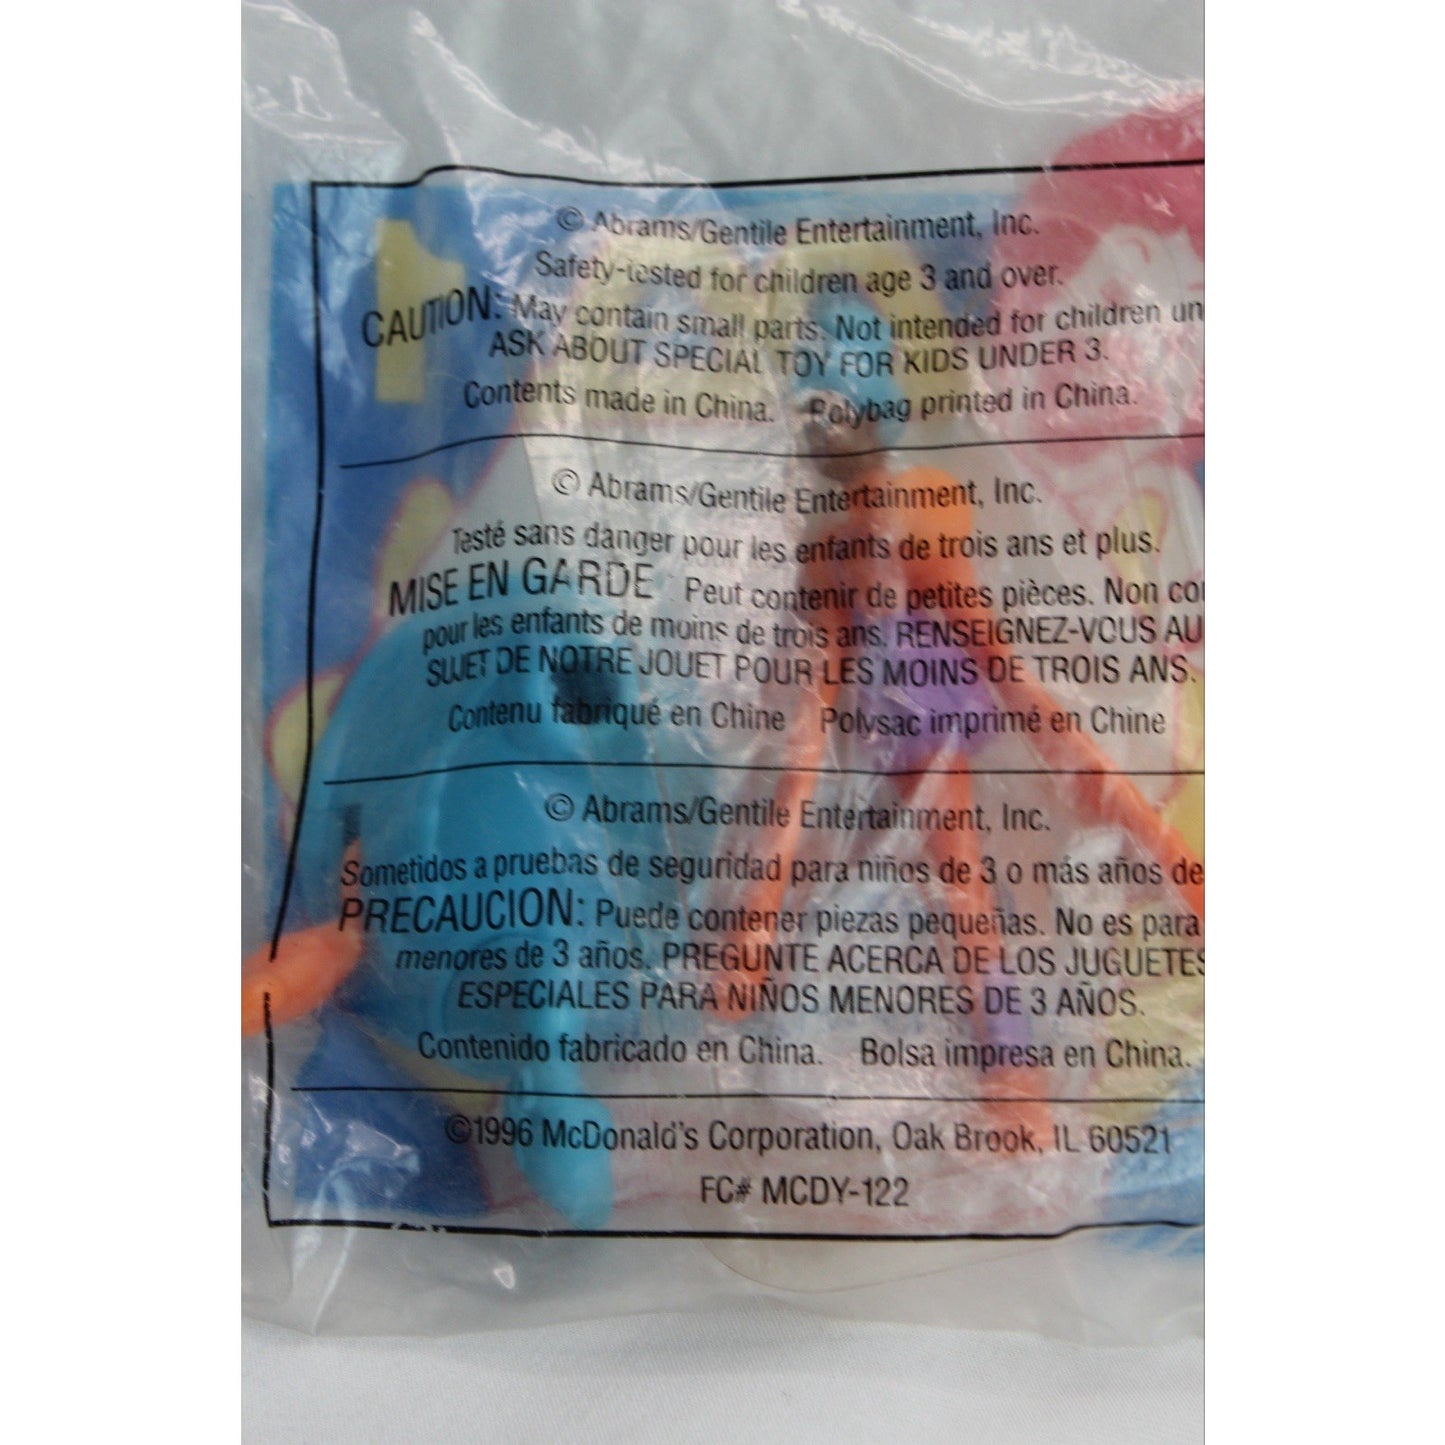 1
© Abrams/Gentile Entertainment, Inc.
Safety-tested for children age 3 and over.
CAUTION: May contain small parts. Not intended for children un
ASK ABOUT SPECIAL TOY FOR KIDS UNDER 3.
Contents made in China. Polybag printed in China.
© Abrams/Gentile Entertainment, Inc.
Testé sans danger pour les enfants de trois ans et plus.
MISE EN GARDE : Peut contenir de petites pièces. Non co
pour les enfants de moins de trois ans. RENSEIGNEZ-VOUS AU
SUJET DE NOTRE JOUET POUR LES MOINS DE TROIS ANS.
Contenu fabriqué en Chine Polysac imprimé en Chine
© Abrams/Gentile Entertainment, Inc.
Sometidos a pruebas de seguridad para niños de 3 o más años de
PRECAUCION: Puede contener piezas pequeñas. No es para
menores de 3 años. PREGUNTE ACERCA DE LOS JUGUETES
ESPECIALES PARA NIÑOS MENORES DE 3 AÑOS.
Contenido fabricado en China. Bolsa impresa en China.
©1996 McDonald's Corporation, Oak Brook, IL 60521
FC# MCDY-122